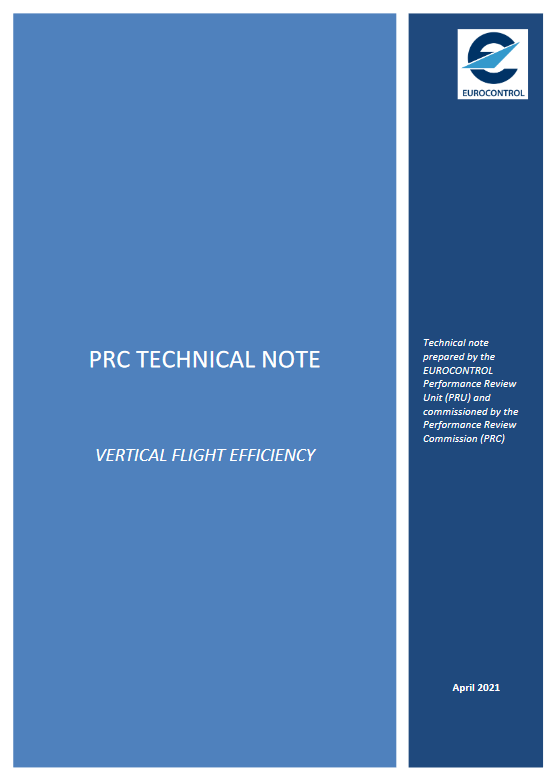 EUROCONTROL
PRC TECHNICAL NOTE
VERTICAL FLIGHT EFFICIENCY
Technical note
prepared by the
EUROCONTROL
Performance Review
Unit (PRU) and
commissioned by the
Performance Review
Commission (PRC)
April 2021